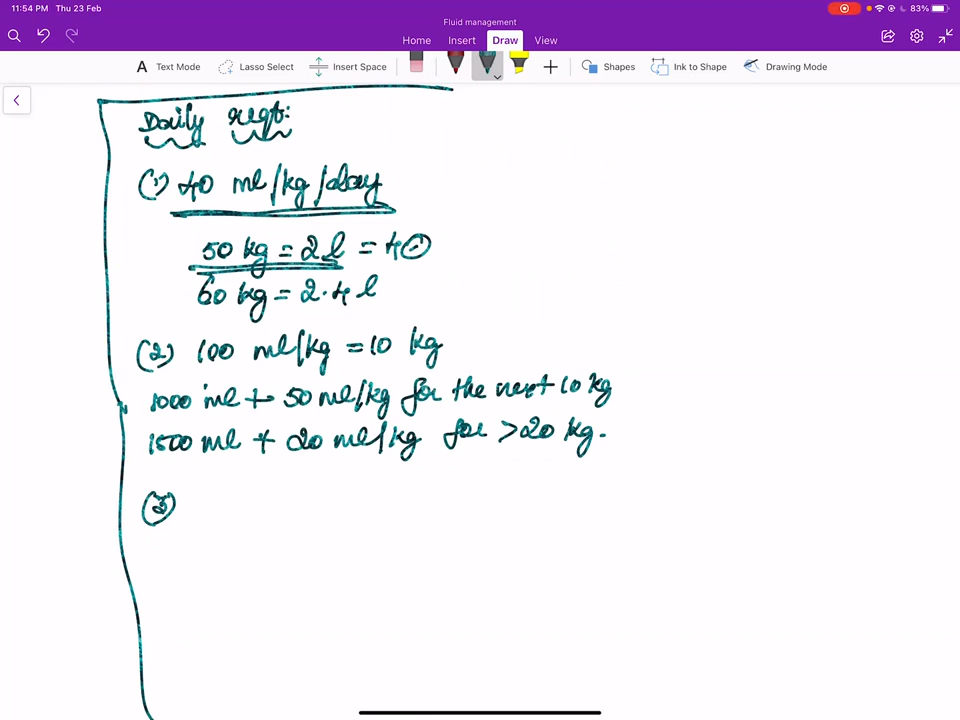 11:54 PM Thu 23 Feb
83%
Fluid management
Home Insert Draw View
Text Mode Lasso Select Insert Space Shapes Ink to Shape Drawing Mode
Daily reqt:
(1) 40 ml/kg/day
50 kg = 2 l = 4
60 kg = 2.4 l
(2) 100 ml/kg = 10 kg
1000 ml + 50 ml/kg for the next 10 kg
1500 ml + 20 ml/kg for >20 kg.
(3)